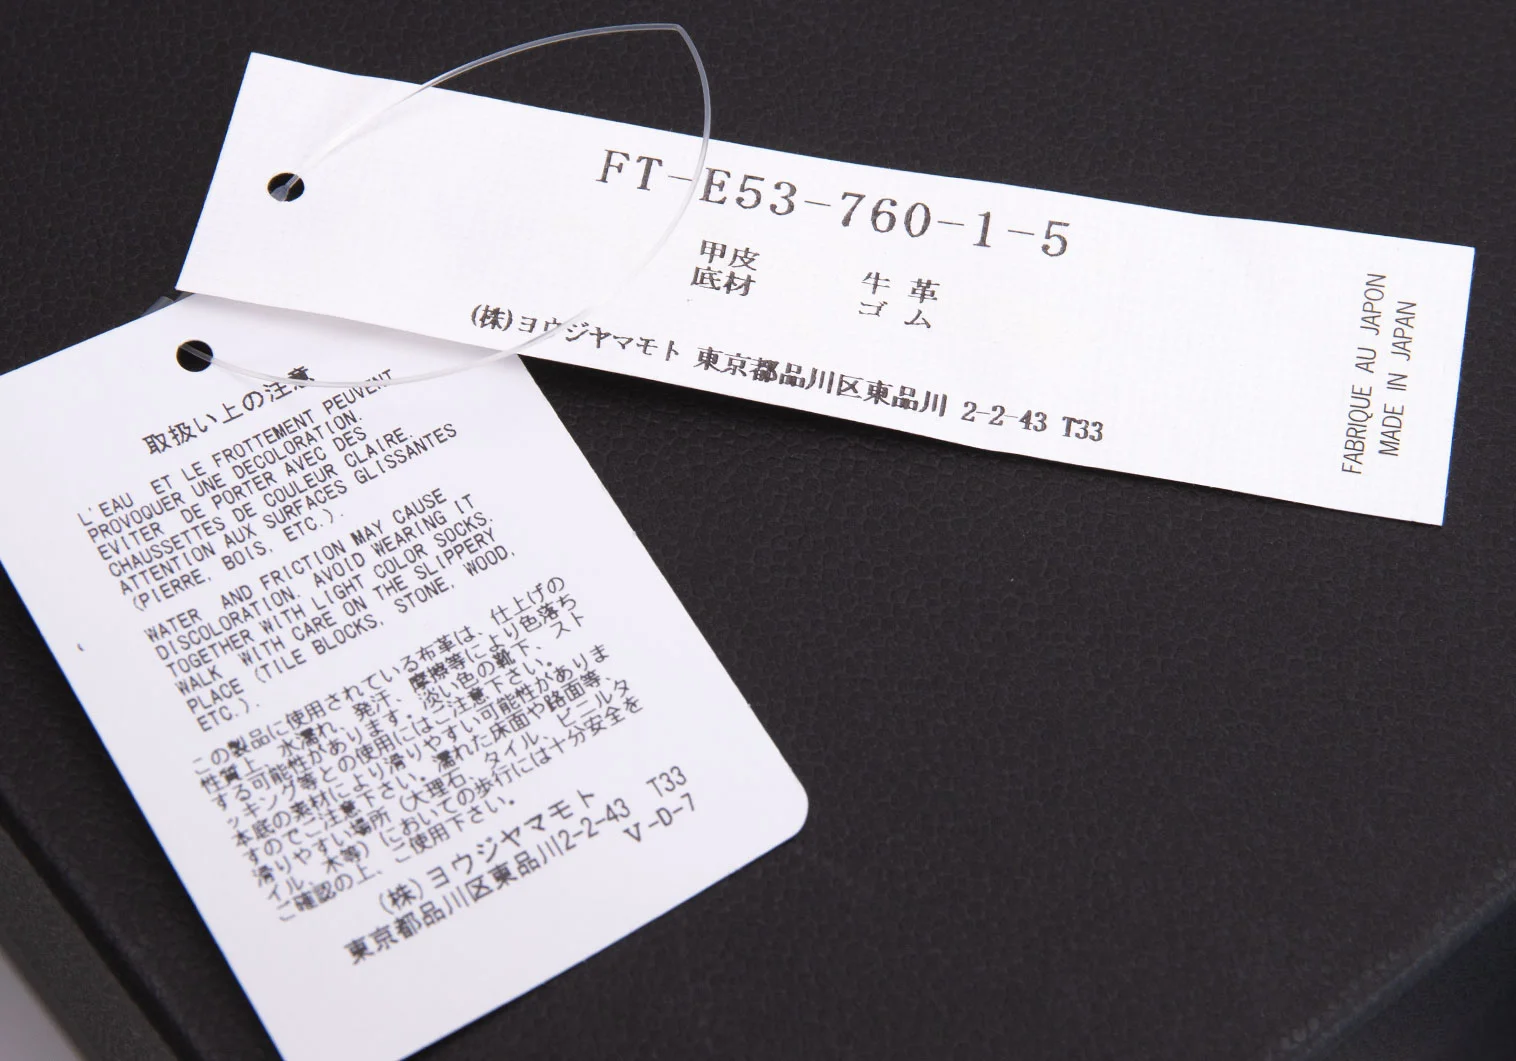 FT-E53-760-1-5
甲皮 牛 革
底材 ゴ ム
(株)ヨウジヤマモト 東京都品川区東品川 2-2-43 T33
FABRIQUE AU JAPON
MADE IN JAPAN
取扱い上の注意
L'EAU ET LE FROTTEMENT PEUVENT
PROVOQUER UNE DECOLORATION.
EVITER DE PORTER AVEC DES
CHAUSSETTES DE COULEUR CLAIRE.
ATTENTION AUX SURFACES GLISSANTES
(PIERRE, BOIS, ETC.).
WATER AND FRICTION MAY CAUSE
DISCOLORATION. AVOID WEARING IT
TOGETHER WITH LIGHT COLOR SOCKS.
WALK WITH CARE ON THE SLIPPERY
PLACE (TILE BLOCKS, STONE, WOOD,
ETC.).
この製品に使用されている布革は、仕上げの
性質上、水濡れ、発汗、摩擦等により色落ち
する可能性があります。淡い色の靴下、スト
ッキング等との使用にはご注意下さい。
本底の素材により滑りやすい可能性がありま
すのでご注意下さい。濡れた床面や路面等、
滑りやすい場所（大理石、タイル、ビニルタ
イル、木等）においての歩行には十分安全を
ご確認の上、ご使用下さい。
(株)ヨウジヤマモト
東京都品川区東品川2-2-43 T33
V-D-7